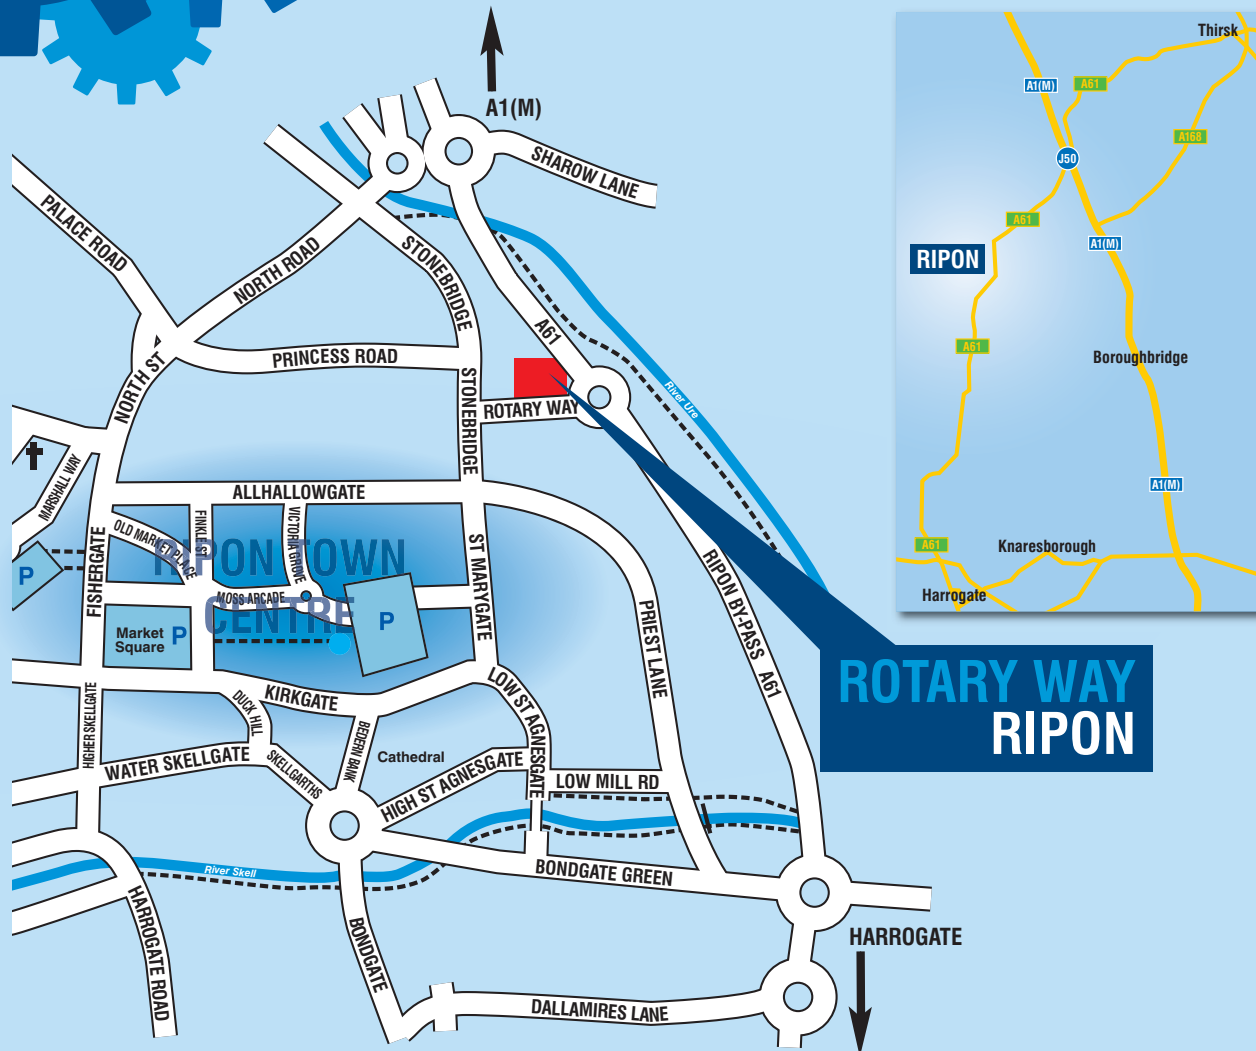 A1(M)
SHAROW LANE
PALACE ROAD
NORTH ROAD
STONEBRIDGE
A61
PRINCESS ROAD
NORTH ST
STONEBRIDGE
ROTARY WAY
River Ure
MARSHALL WAY
ALLHALLOWGATE
FISHERGATE
OLD MARKET PLACE
FINKLE ST
VICTORIA GROVE
RIPON TOWN
CENTRE
MOSS ARCADE
ST MARYGATE
P
P
P
Market
Square
PRIEST LANE
RIPON BY-PASS A61
KIRKGATE
LOW ST AGNESGATE
HIGHER SKELLGATE
DUCK HILL
BEDERN BANK
Cathedral
WATER SKELLGATE
SKELLGARTHS
HIGH ST AGNESGATE
LOW MILL RD
River Skell
BONDGATE GREEN
HARROGATE ROAD
BONDGATE
DALLAMIRES LANE
HARROGATE
ROTARY WAY
RIPON
Thirsk
A1(M)
A61
A168
J50
A61
A1(M)
RIPON
A61
Boroughbridge
A1(M)
A61
Knaresborough
Harrogate